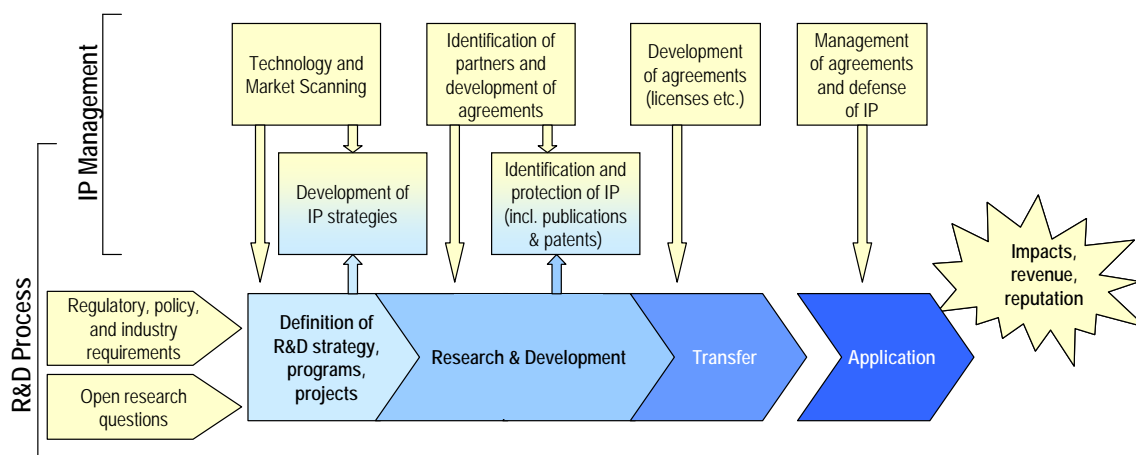 IP Management
Technology and
Market Scanning
Identification of
partners and
development of
agreements
Development
of agreements
(licenses etc.)
Management
of agreements
and defense
of IP
Development of
IP strategies
Identification and
protection of IP
(incl. publications
& patents)
R&D Process
Regulatory, policy,
and industry
requirements
Open research
questions
Definition of
R&D strategy,
programs,
projects
Research & Development
Transfer
Application
Impacts,
revenue,
reputation